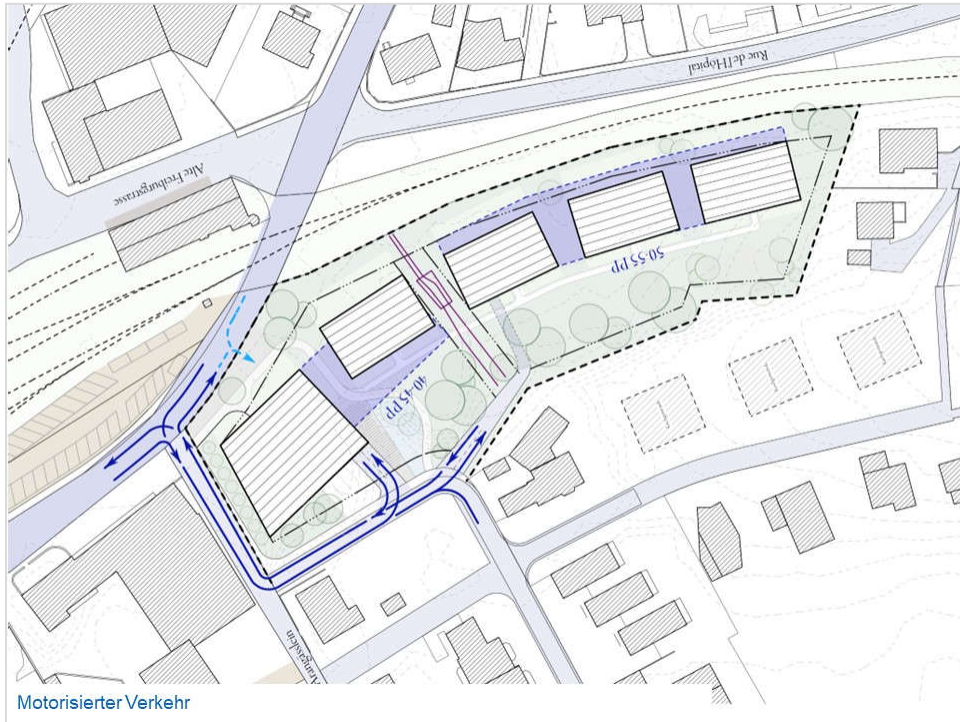 Rue de l'Hôpital
Alte Freiburgstrasse
50-55 PP
40-45 PP
Motorisierter Verkehr